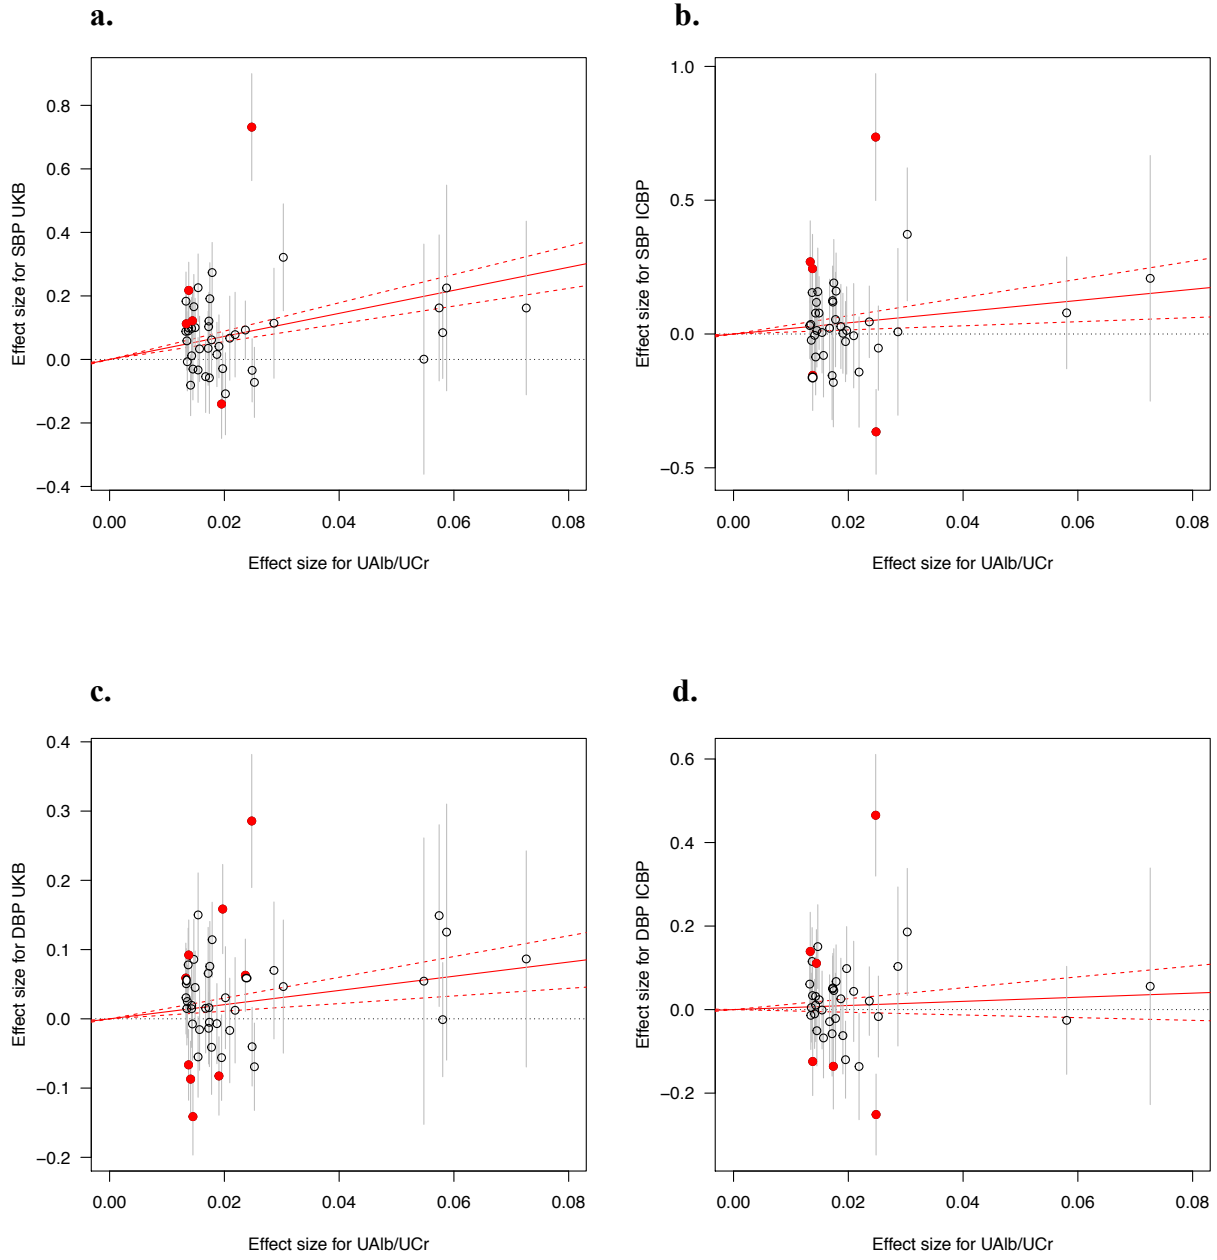 a.
Effect size for SBP UKB
0.8
0.6
0.4
0.2
0.0
−0.2
−0.4
0.00 0.02 0.04 0.06 0.08
Effect size for UAlb/UCr
b.
Effect size for SBP ICBP
1.0
0.5
0.0
−0.5
0.00 0.02 0.04 0.06 0.08
Effect size for UAlb/UCr
c.
Effect size for DBP UKB
0.4
0.3
0.2
0.1
0.0
−0.1
−0.2
0.00 0.02 0.04 0.06 0.08
Effect size for UAlb/UCr
d.
Effect size for DBP ICBP
0.6
0.4
0.2
0.0
−0.2
0.00 0.02 0.04 0.06 0.08
Effect size for UAlb/UCr